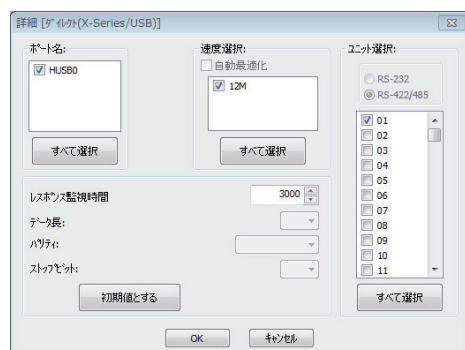 詳細 [ﾀﾞｲﾚｸﾄ(X-Series/USB)]
ﾎﾟｰﾄ名:
HUSB0
すべて選択
速度選択:
自動最適化
12M
すべて選択
ﾕﾆｯﾄ選択:
RS-232
RS-422/485
01
02
03
04
05
06
07
08
09
10
11
すべて選択
ﾚｽﾎﾟﾝｽ監視時間
3000
ﾃﾞｰﾀ長:
ﾊﾟﾘﾃｨ:
ｽﾄｯﾌﾟﾋﾞｯﾄ:
初期値とする
OK
ｷｬﾝｾﾙ